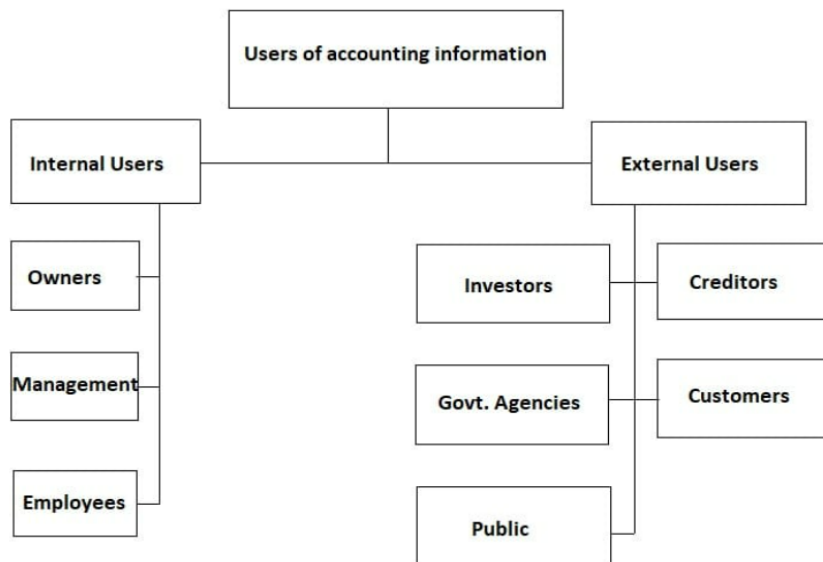 Users of accounting information
Internal Users
External Users
Owners
Investors
Creditors
Management
Govt. Agencies
Customers
Employees
Public